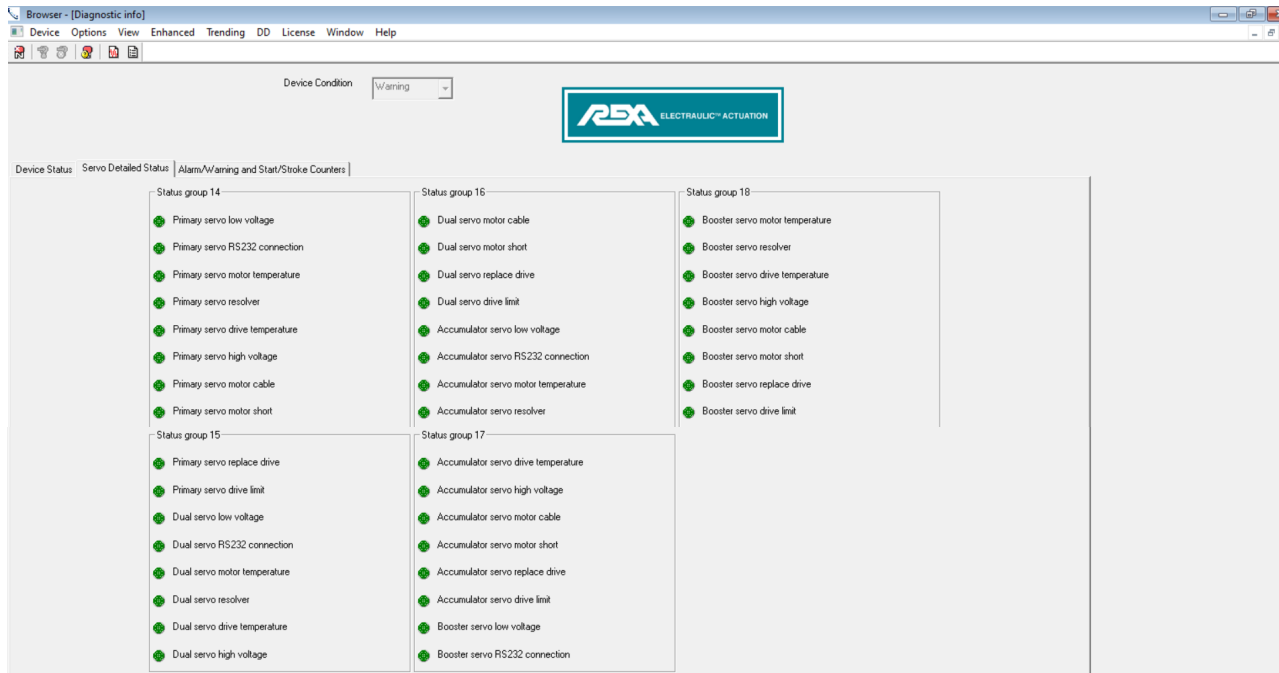 Browser - [Diagnostic info]
Device Options View Enhanced Trending DD License Window Help
Device Condition Warning
REXA ELECTRAULIC™ ACTUATION
Device Status Servo Detailed Status Alarm/Warning and Start/Stroke Counters
Status group 14
Primary servo low voltage
Primary servo RS232 connection
Primary servo motor temperature
Primary servo resolver
Primary servo drive temperature
Primary servo high voltage
Primary servo motor cable
Primary servo motor short
Status group 15
Primary servo replace drive
Primary servo drive limit
Dual servo low voltage
Dual servo RS232 connection
Dual servo motor temperature
Dual servo resolver
Dual servo drive temperature
Dual servo high voltage
Status group 16
Dual servo motor cable
Dual servo motor short
Dual servo replace drive
Dual servo drive limit
Accumulator servo low voltage
Accumulator servo RS232 connection
Accumulator servo motor temperature
Accumulator servo resolver
Status group 17
Accumulator servo drive temperature
Accumulator servo high voltage
Accumulator servo motor cable
Accumulator servo motor short
Accumulator servo replace drive
Accumulator servo drive limit
Booster servo low voltage
Booster servo RS232 connection
Status group 18
Booster servo motor temperature
Booster servo resolver
Booster servo drive temperature
Booster servo high voltage
Booster servo motor cable
Booster servo motor short
Booster servo replace drive
Booster servo drive limit